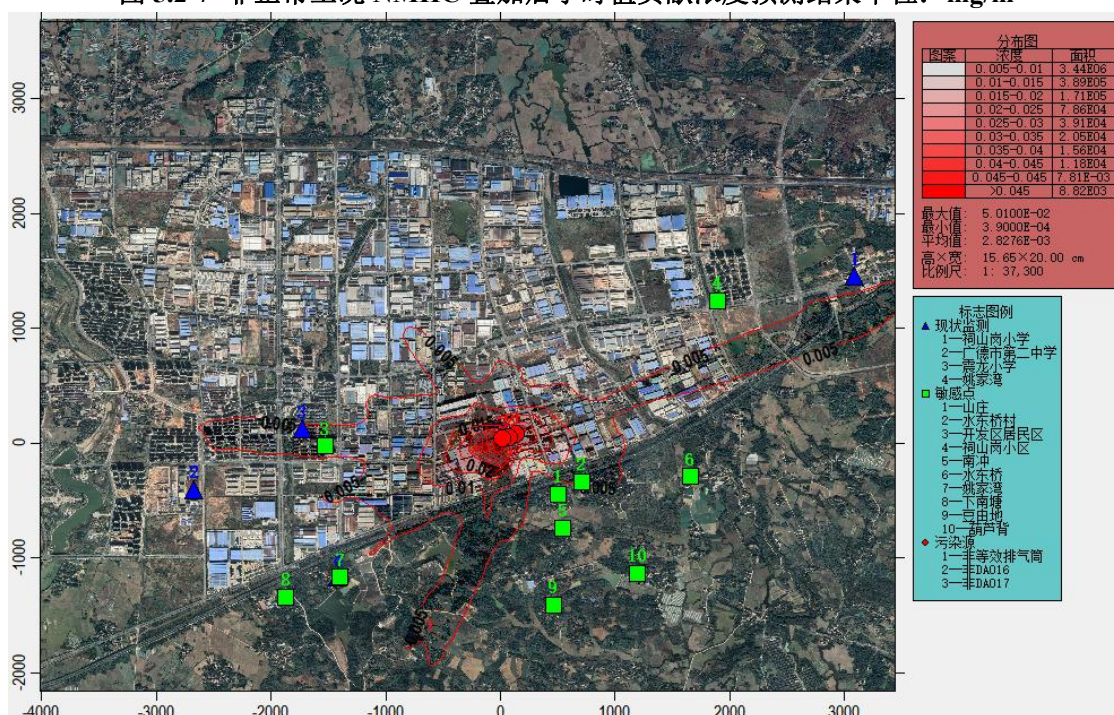 分布图
图案 浓度 面积
0.005-0.01 3.44E06
0.01-0.015 3.89E05
0.015-0.02 1.71E05
0.02-0.025 7.86E04
0.025-0.03 3.91E04
0.03-0.035 2.05E04
0.035-0.04 1.56E04
0.04-0.045 1.18E04
0.045-0.045 7.81E-03
>0.045 8.82E03
最大值: 5.0100E-02
最小值: 3.9000E-04
平均值: 2.8276E-03
高×宽: 15.65×20.00 cm
比例尺: 1: 37,300
标志图例
现状监测
1—祠山岗小学
2—广德市第二中学
3—震龙小学
4—姚家湾
敏感点
1—山庄
2—水东桥村
3—开发区居民区
4—祠山岗小区
5—南冲
6—水东桥
7—姚家湾
8—下南塘
9—豆田地
10—葫芦背
污染源
1—非等效排气筒
2—非DA016
3—非DA017
3000
2000
1000
0
-1000
-2000
-4000 -3000 -2000 -1000 0 1000 2000 3000
1
4
3
3
2
1
2
6
5
7
8
9
10
0.005
0.005
0.005
0.005
0.005
0.005
0.01